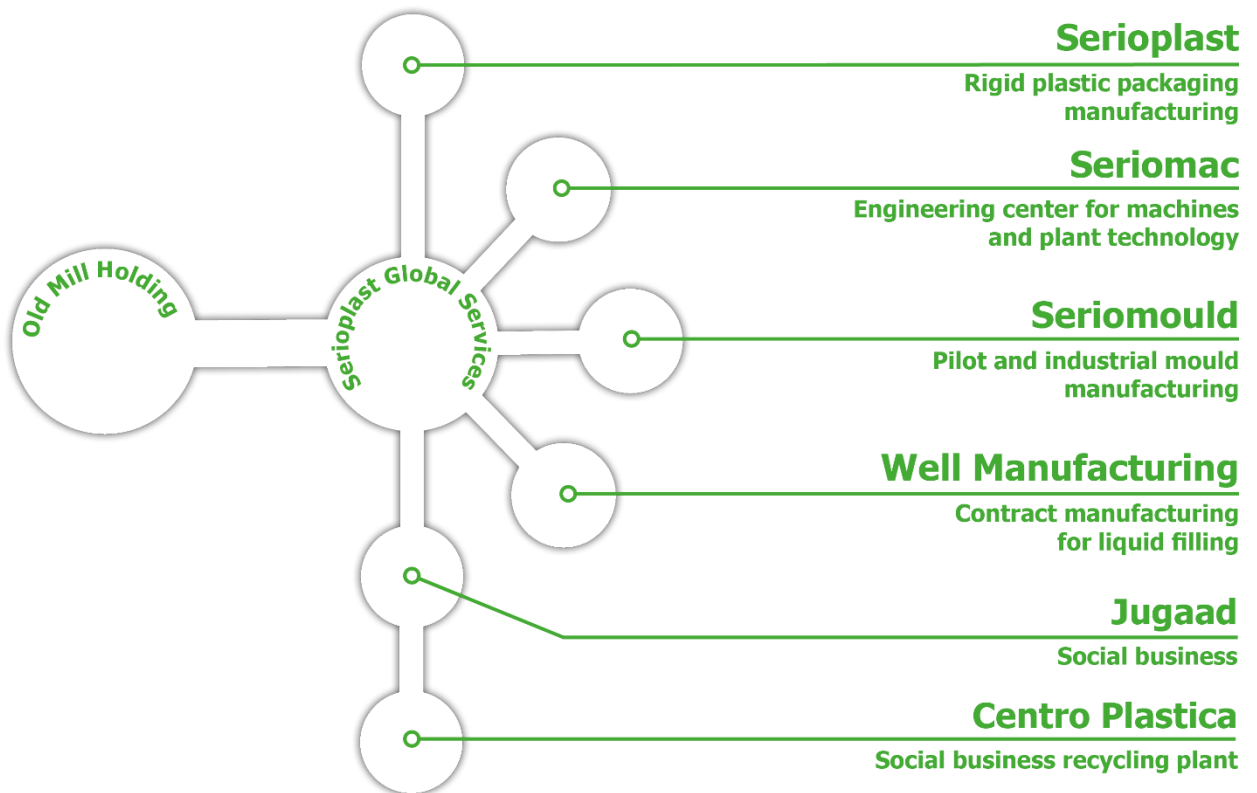 Old Mill Holding
Serioplast Global Services
Serioplast
Rigid plastic packaging
manufacturing
Seriomac
Engineering center for machines
and plant technology
Seriomould
Pilot and industrial mould
manufacturing
Well Manufacturing
Contract manufacturing
for liquid filling
Jugaad
Social business
Centro Plastica
Social business recycling plant